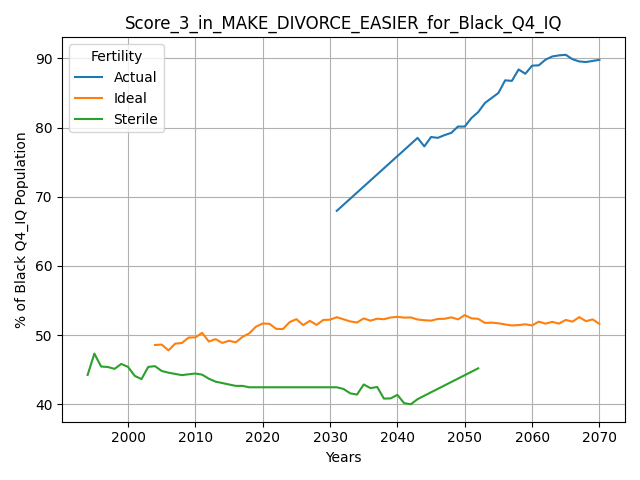 Score_3_in_MAKE_DIVORCE_EASIER_for_Black_Q4_IQ
Fertility
Actual
Ideal
Sterile
% of Black Q4_IQ Population
90
80
70
60
50
40
2000
2010
2020
2030
2040
2050
2060
2070
Years